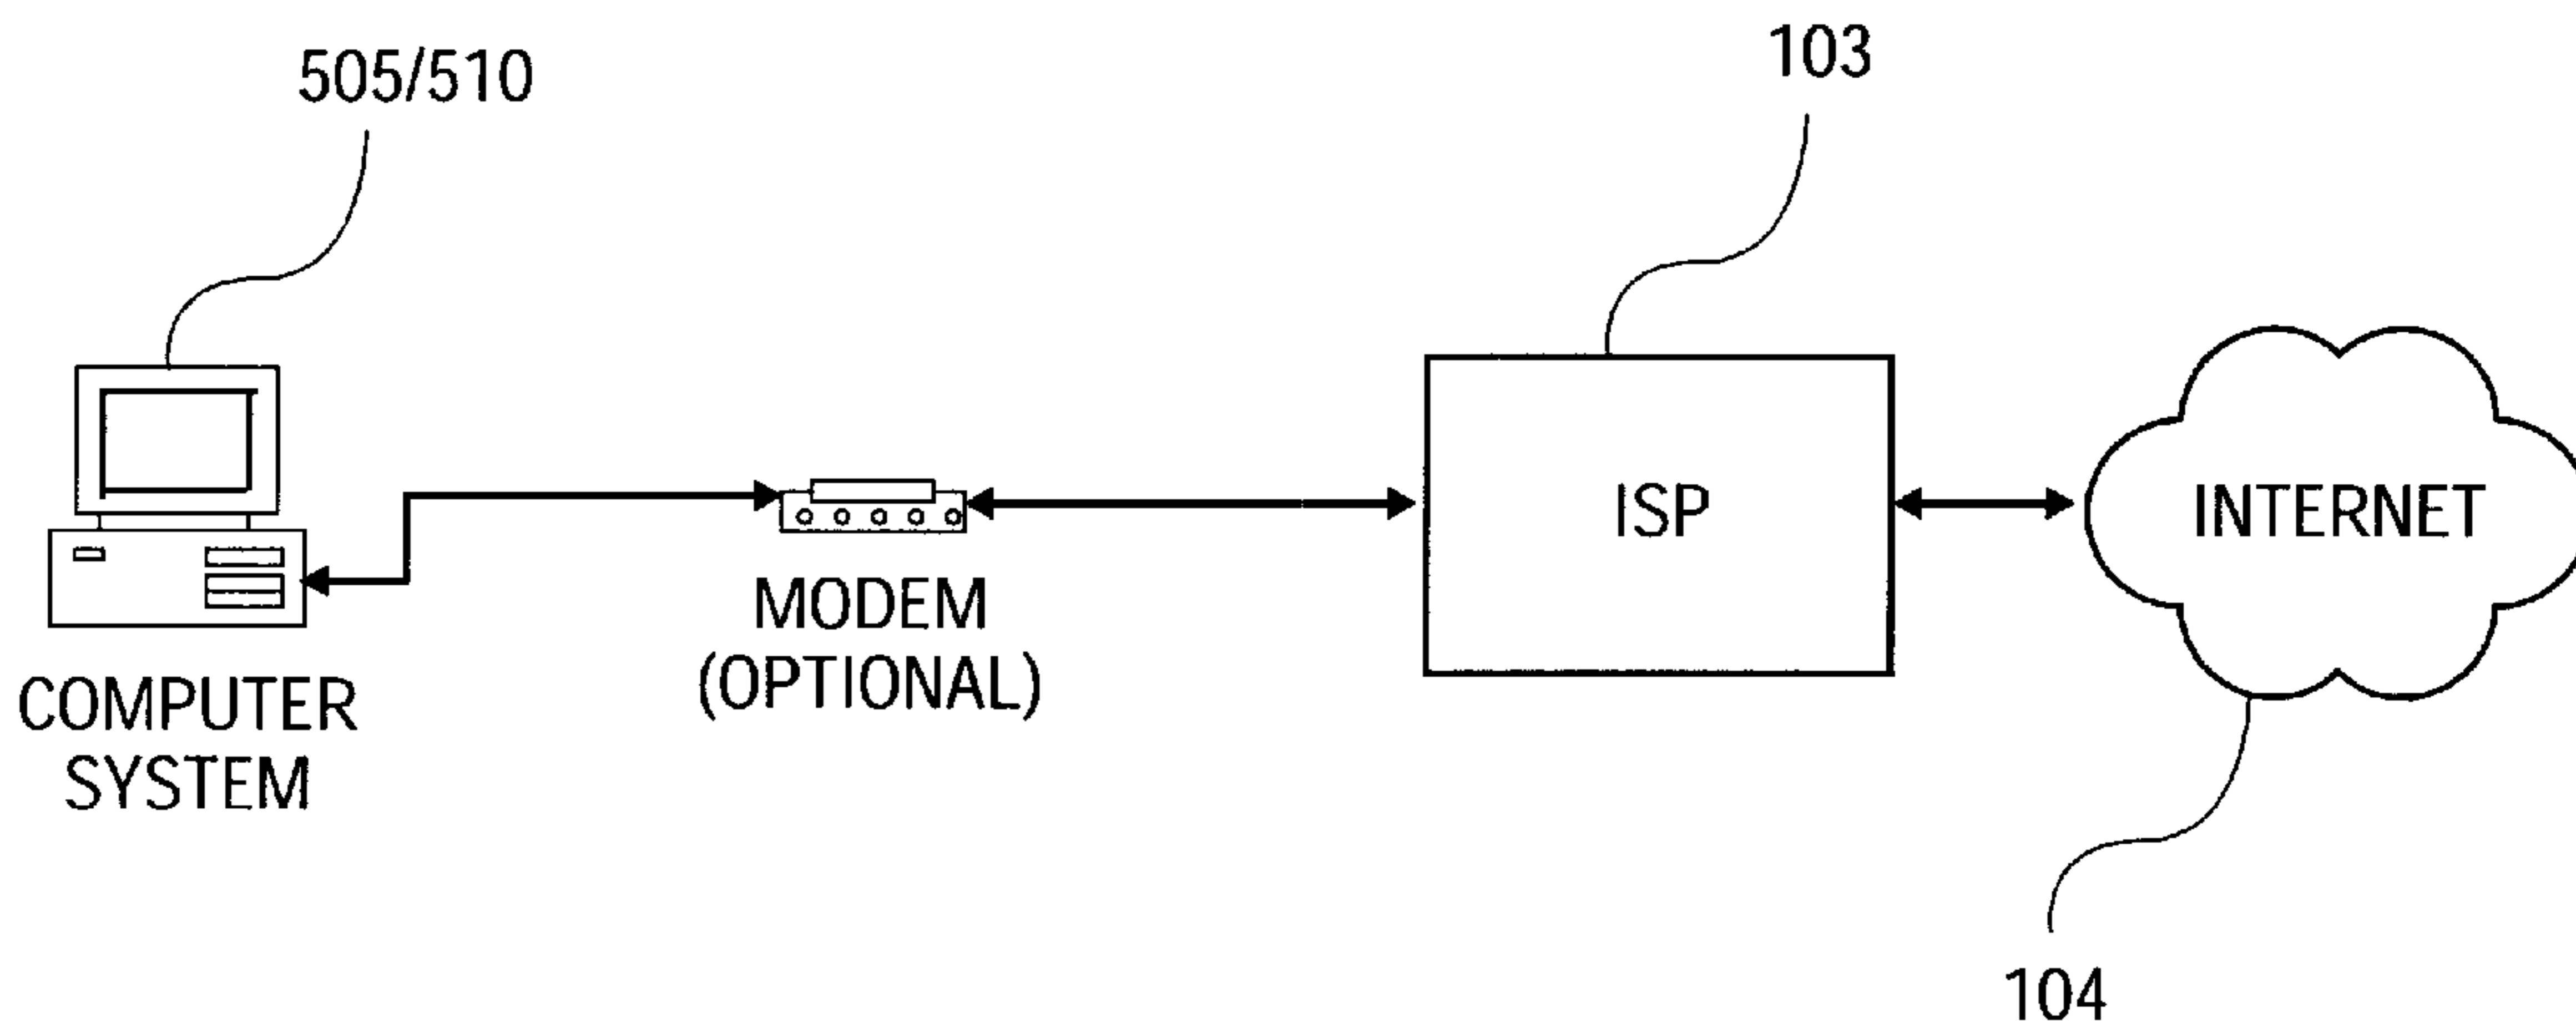 505/510
103
ISP
INTERNET
MODEM
(OPTIONAL)
COMPUTER
SYSTEM
104